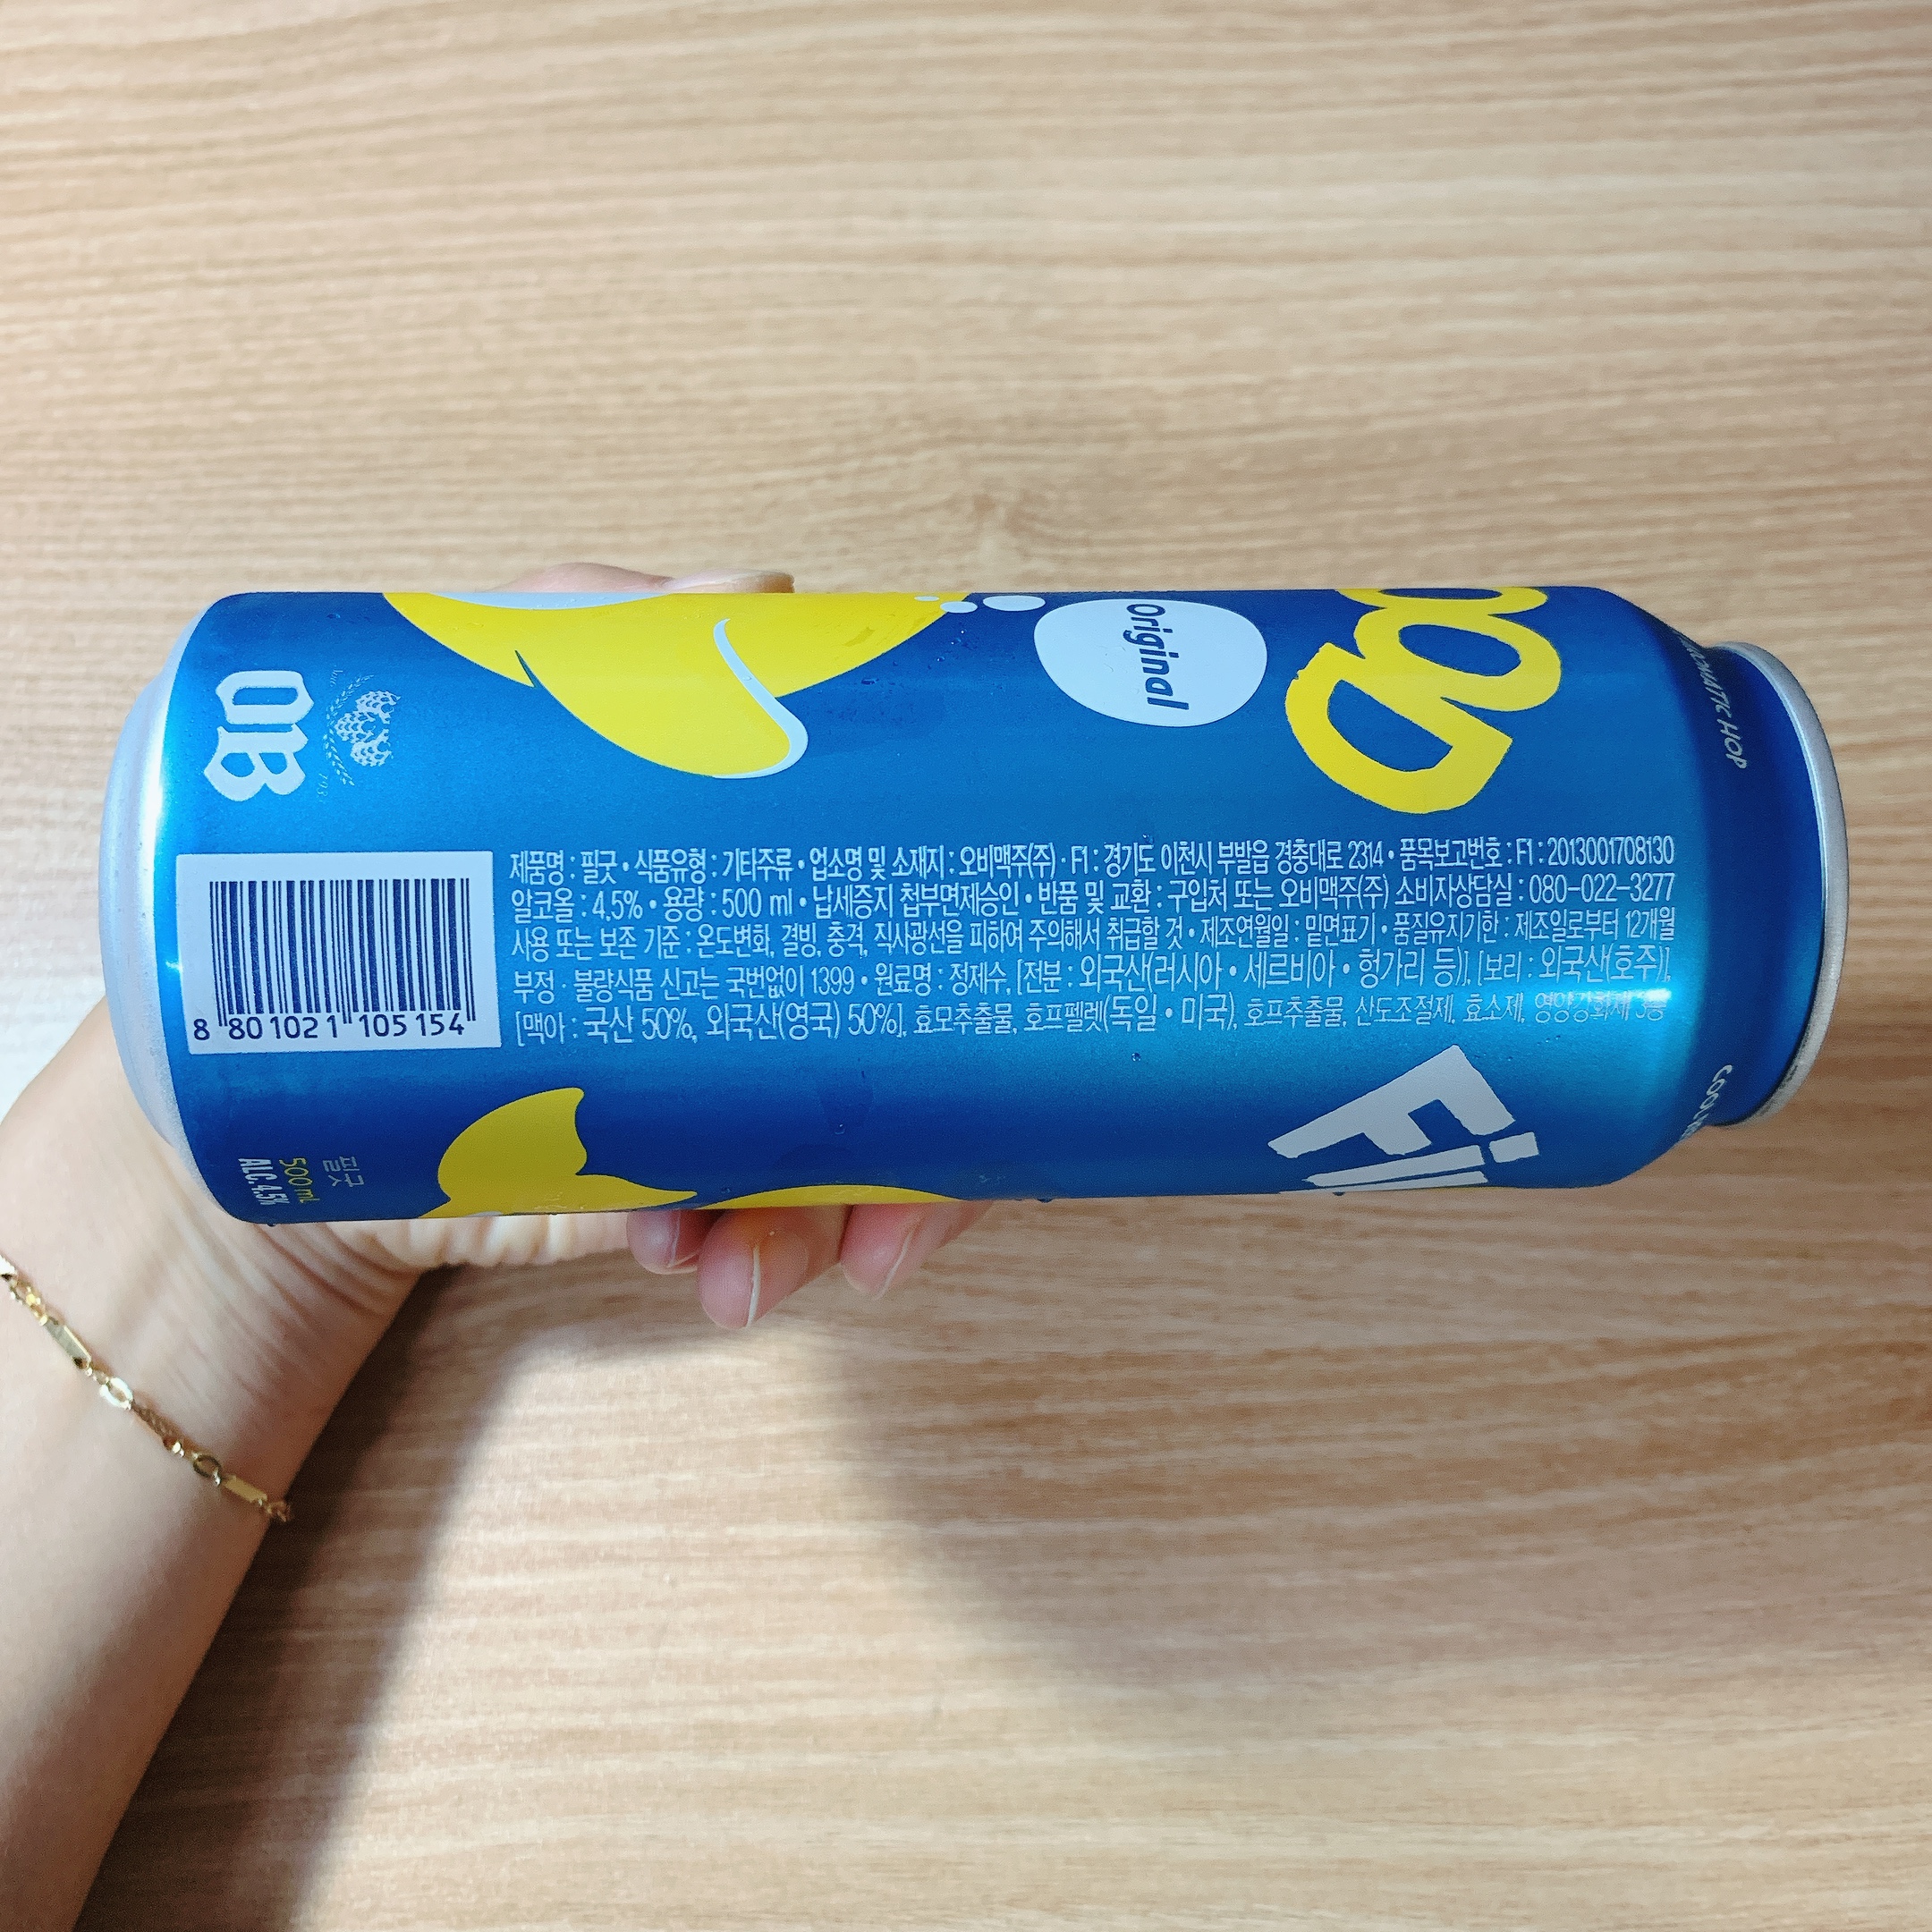 Original
OB
제품명 : 필굿 • 식품유형 : 기타주류 • 업소명 및 소재지 : 오비맥주(주) · F1 : 경기도 이천시 부발읍 경충대로 2314 • 품목보고번호 : F1 : 2013001708130
알코올 : 4.5% • 용량 : 500 ml • 납세증지 첩부면제승인 • 반품 및 교환 : 구입처 또는 오비맥주(주) 소비자상담실 : 080-022-3277
사용 또는 보존 기준 : 온도변화, 결빙, 충격, 직사광선을 피하여 주의해서 취급할 것 • 제조연월일 : 밑면표기 • 품질유지기한 : 제조일로부터 12개월
부정 · 불량식품 신고는 국번없이 1399 • 원료명 : 정제수, [전분 : 외국산(러시아 • 세르비아 • 헝가리 등)], [보리 : 외국산(호주)],
[맥아 : 국산 50%, 외국산(영국) 50%], 효모추출물, 호프펠렛(독일 • 미국), 호프추출물, 산도조절제, 효소제, 영양강화제 3종
8 801021 105154
필굿
500 ml
ALC. 4.5%
HOP